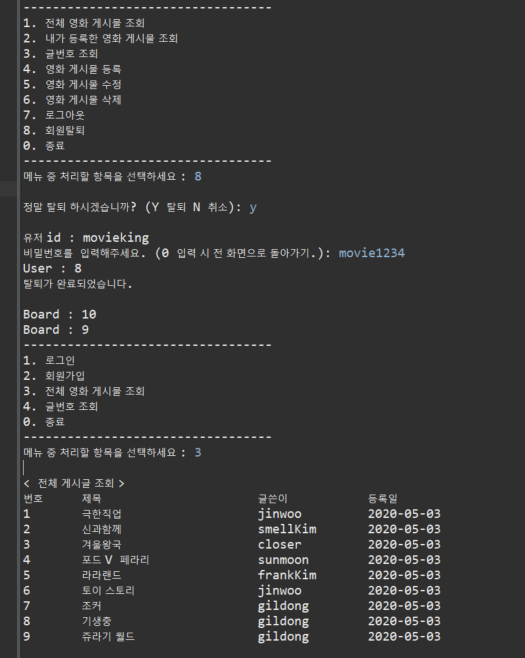 ----------------------------------
1. 전체 영화 게시물 조회
2. 내가 등록한 영화 게시물 조회
3. 글번호 조회
4. 영화 게시물 등록
5. 영화 게시물 수정
6. 영화 게시물 삭제
7. 로그아웃
8. 회원탈퇴
0. 종료
----------------------------------
메뉴 중 처리할 항목을 선택하세요 : 8
정말 탈퇴 하시겠습니까? (Y 탈퇴 N 취소): y
유저 id : movieking
비밀번호를 입력해주세요. (0 입력 시 전 화면으로 돌아가기.): movie1234
User : 8
탈퇴가 완료되었습니다.
Board : 10
Board : 9
----------------------------------
1. 로그인
2. 회원가입
3. 전체 영화 게시물 조회
4. 글번호 조회
0. 종료
----------------------------------
메뉴 중 처리할 항목을 선택하세요 : 3
< 전체 게시글 조회 >
번호 제목 글쓴이 등록일
1 극한직업 jinwoo 2020-05-03
2 신과함께 smellKim 2020-05-03
3 겨울왕국 closer 2020-05-03
4 포드 V 페라리 sunmoon 2020-05-03
5 라라랜드 frankKim 2020-05-03
6 토이 스토리 jinwoo 2020-05-03
7 조커 gildong 2020-05-03
8 기생충 gildong 2020-05-03
9 쥬라기 월드 gildong 2020-05-03